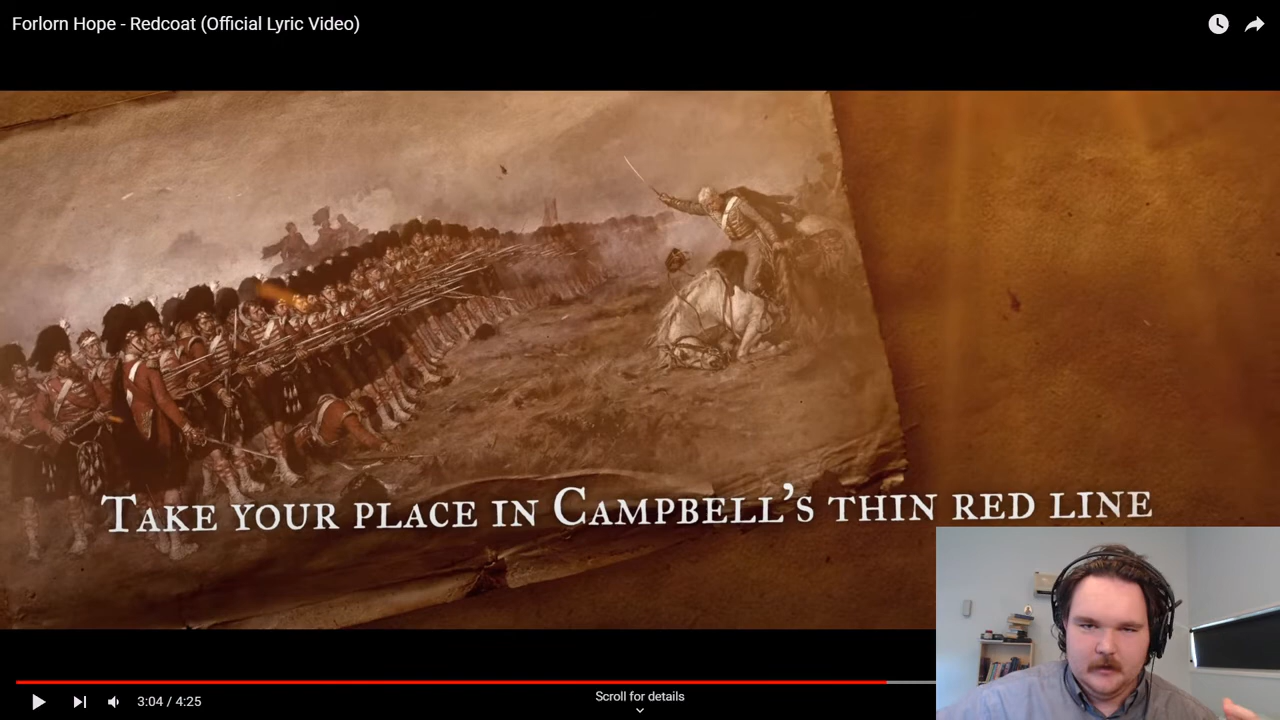 Forlorn Hope - Redcoat (Official Lyric Video)
Take your place in Campbell's thin red line
3:04 / 4:25
Scroll for details